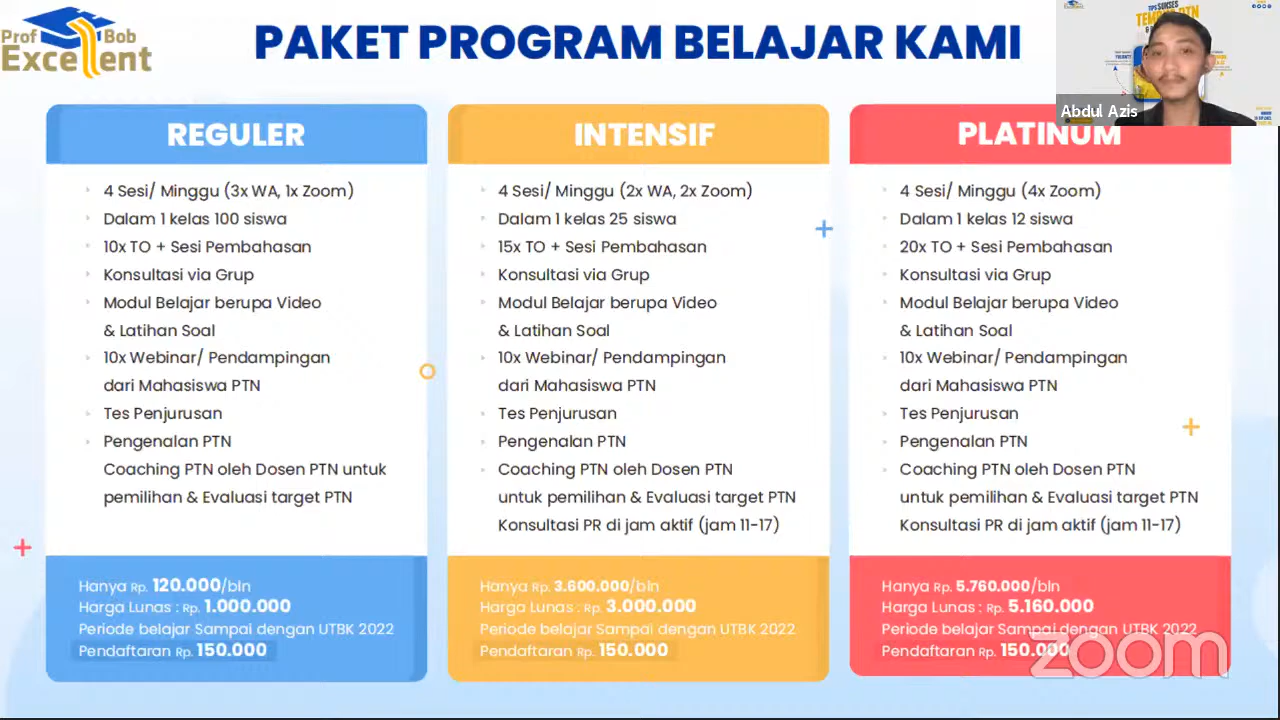 Prof Bob
Excellent
PAKET PROGRAM BELAJAR KAMI
TIPS SUKSES
Abdul Azis
REGULER
4 Sesi/ Minggu (3x WA, 1x Zoom)
Dalam 1 kelas 100 siswa
10x TO + Sesi Pembahasan
Konsultasi via Grup
Modul Belajar berupa Video
& Latihan Soal
10x Webinar/ Pendampingan
dari Mahasiswa PTN
Tes Penjurusan
Pengenalan PTN
Coaching PTN oleh Dosen PTN untuk
pemilihan & Evaluasi target PTN
Hanya Rp. 120.000/bln
Harga Lunas : Rp. 1.000.000
Periode belajar Sampai dengan UTBK 2022
Pendaftaran Rp. 150.000
INTENSIF
4 Sesi/ Minggu (2x WA, 2x Zoom)
Dalam 1 kelas 25 siswa
15x TO + Sesi Pembahasan
Konsultasi via Grup
Modul Belajar berupa Video
& Latihan Soal
10x Webinar/ Pendampingan
dari Mahasiswa PTN
Tes Penjurusan
Pengenalan PTN
Coaching PTN oleh Dosen PTN
untuk pemilihan & Evaluasi target PTN
Konsultasi PR di jam aktif (jam 11-17)
Hanya Rp. 3.600.000/bln
Harga Lunas : Rp. 3.000.000
Periode belajar Sampai dengan UTBK 2022
Pendaftaran Rp. 150.000
PLATINUM
4 Sesi/ Minggu (4x Zoom)
Dalam 1 kelas 12 siswa
20x TO + Sesi Pembahasan
Konsultasi via Grup
Modul Belajar berupa Video
& Latihan Soal
10x Webinar/ Pendampingan
dari Mahasiswa PTN
Tes Penjurusan
Pengenalan PTN
Coaching PTN oleh Dosen PTN
untuk pemilihan & Evaluasi target PTN
Konsultasi PR di jam aktif (jam 11-17)
Hanya Rp. 5.760.000/bln
Harga Lunas : Rp. 5.160.000
Periode belajar Sampai dengan UTBK 2022
Pendaftaran Rp. 150.000
zoom